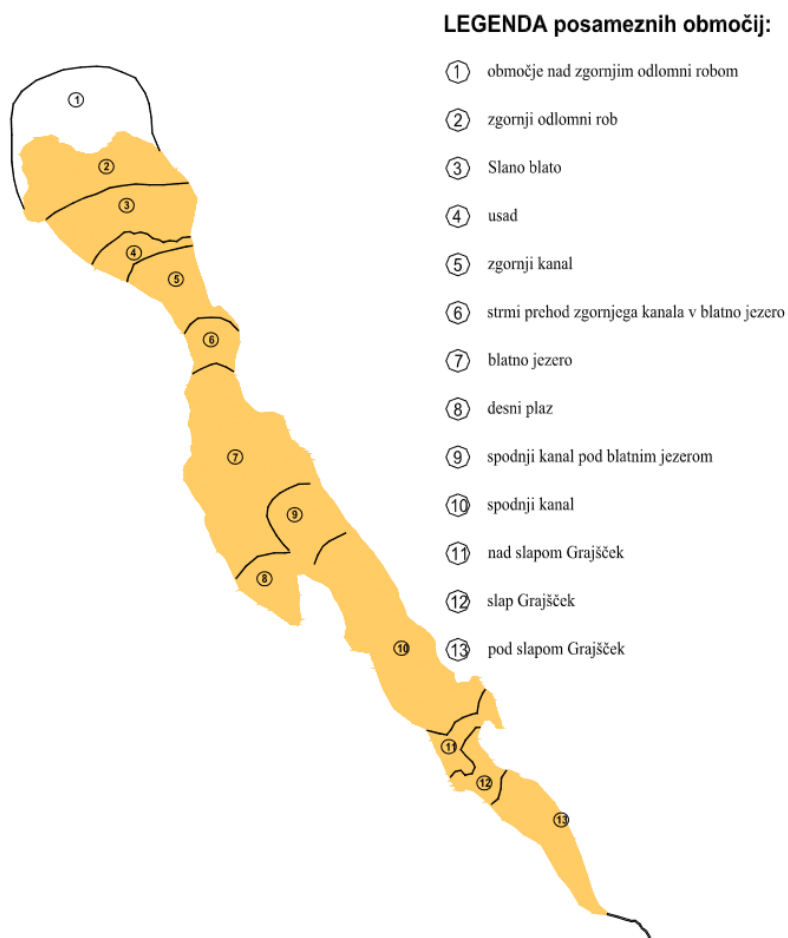 LEGENDA posameznih območij:
1 območje nad zgornjim odlomni robom
2 zgornji odlomni rob
3 Slano blato
4 usad
5 zgornji kanal
6 strmi prehod zgornjega kanala v blatno jezero
7 blatno jezero
8 desni plaz
9 spodnji kanal pod blatnim jezerom
10 spodnji kanal
11 nad slapom Grajšček
12 slap Grajšček
13 pod slapom Grajšček
1
2
3
4
5
6
7
9
8
10
11
12
13